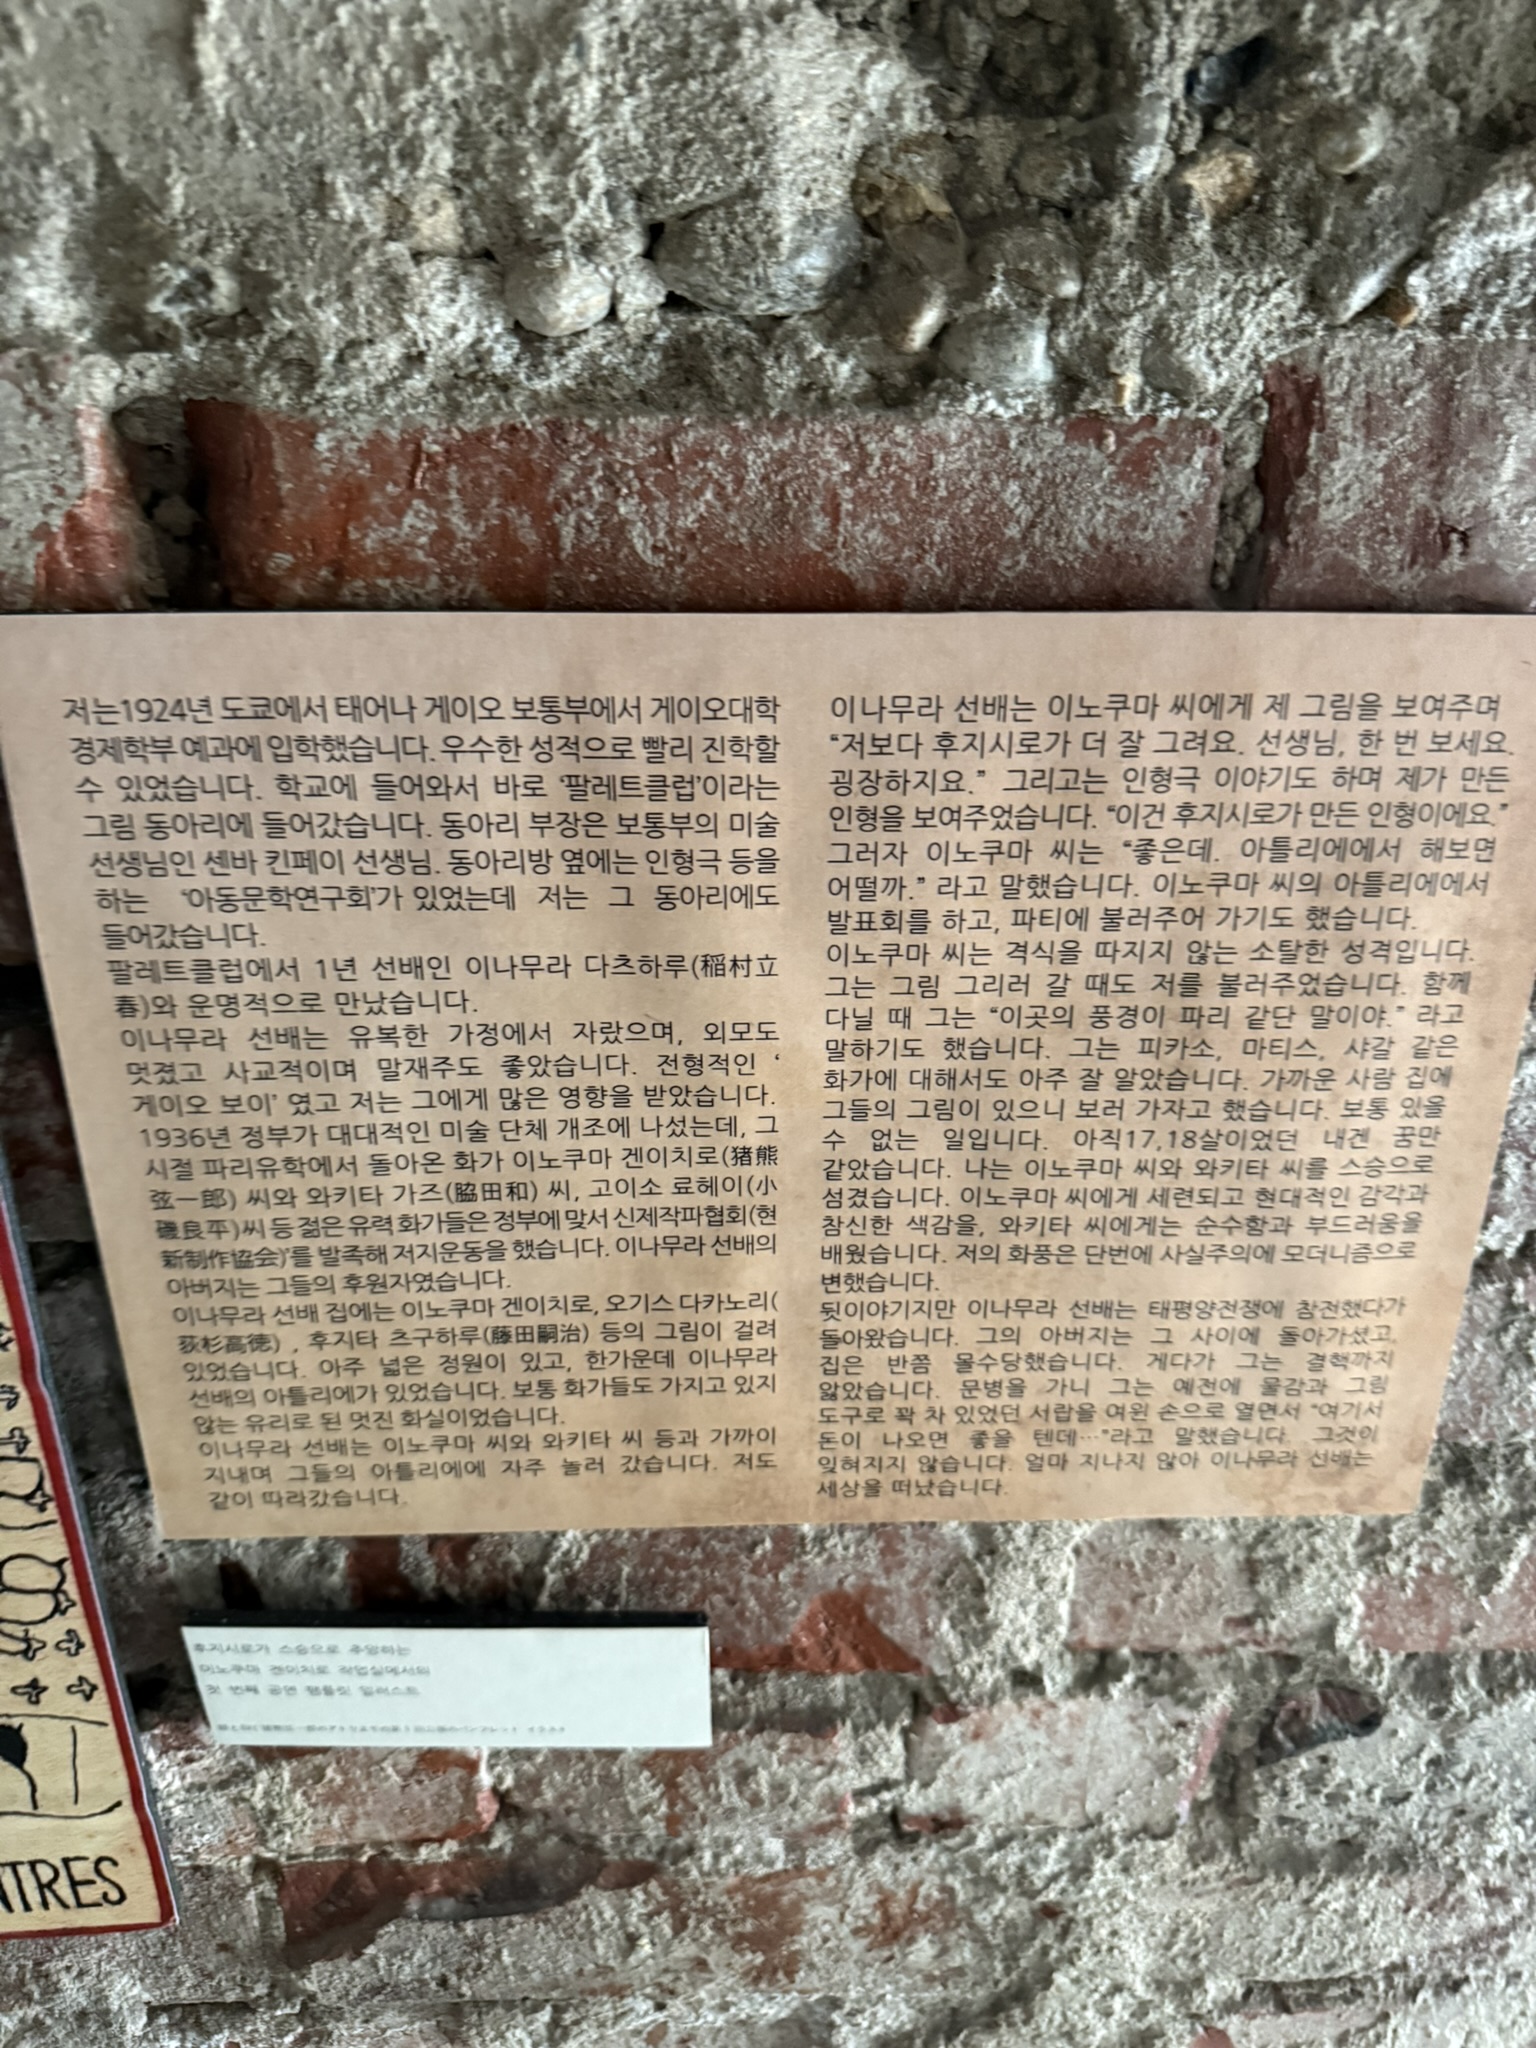 저는1924년 도쿄에서 태어나 게이오 보통부에서 게이오대학
경제학부 예과에 입학했습니다. 우수한 성적으로 빨리 진학할
수 있었습니다. 학교에 들어와서 바로 ‘팔레트클럽’이라는
그림 동아리에 들어갔습니다. 동아리 부장은 보통부의 미술
선생님인 센바 킨페이 선생님. 동아리방 옆에는 인형극 등을
하는 ‘아동문학연구회’가 있었는데 저는 그 동아리에도
들어갔습니다.
팔레트클럽에서 1년 선배인 이나무라 다츠하루(稲村立
春)와 운명적으로 만났습니다.
이나무라 선배는 유복한 가정에서 자랐으며, 외모도
멋졌고 사교적이며 말재주도 좋았습니다. 전형적인 ‘
게이오 보이’ 였고 저는 그에게 많은 영향을 받았습니다.
1936년 정부가 대대적인 미술 단체 개조에 나섰는데, 그
시절 파리유학에서 돌아온 화가 이노쿠마 겐이치로(猪熊
弦一郎) 씨와 와키타 가즈(脇田和) 씨, 고이소 료헤이(小
磯良平)씨 등 젊은 유력 화가들은 정부에 맞서 신제작파협회(現
新制作協会)’를 발족해 저지운동을 했습니다. 이나무라 선배의
아버지는 그들의 후원자였습니다.
이나무라 선배 집에는 이노쿠마 겐이치로, 오기스 다카노리(
荻杉高徳) , 후지타 츠구하루(藤田嗣治) 등의 그림이 걸려
있었습니다. 아주 넓은 정원이 있고, 한가운데 이나무라
선배의 아틀리에가 있었습니다. 보통 화가들도 가지고 있지
않는 유리로 된 멋진 화실이었습니다.
이나무라 선배는 이노쿠마 씨와 와키타 씨 등과 가까이
지내며 그들의 아틀리에에 자주 놀러 갔습니다. 저도
같이 따라갔습니다.
이나무라 선배는 이노쿠마 씨에게 제 그림을 보여주며
“저보다 후지시로가 더 잘 그려요. 선생님, 한 번 보세요.
굉장하지요.” 그리고는 인형극 이야기도 하며 제가 만든
인형을 보여주었습니다. “이건 후지시로가 만든 인형이에요.”
그러자 이노쿠마 씨는 “좋은데. 아틀리에에서 해보면
어떨까.” 라고 말했습니다. 이노쿠마 씨의 아틀리에에서
발표회를 하고, 파티에 불러주어 가기도 했습니다.
이노쿠마 씨는 격식을 따지지 않는 소탈한 성격입니다.
그는 그림 그리러 갈 때도 저를 불러주었습니다. 함께
다닐 때 그는 “이곳의 풍경이 파리 같단 말이야.” 라고
말하기도 했습니다. 그는 피카소, 마티스, 샤갈 같은
화가에 대해서도 아주 잘 알았습니다. 가까운 사람 집에
그들의 그림이 있으니 보러 가자고 했습니다. 보통 있을
수 없는 일입니다. 아직17,18살이었던 내겐 꿈만
같았습니다. 나는 이노쿠마 씨와 와키타 씨를 스승으로
섬겼습니다. 이노쿠마 씨에게 세련되고 현대적인 감각과
참신한 색감을, 와키타 씨에게는 순수함과 부드러움을
배웠습니다. 저의 화풍은 단번에 사실주의에 모더니즘으로
변했습니다.
뒷이야기지만 이나무라 선배는 태평양전쟁에 참전했다가
돌아왔습니다. 그의 아버지는 그 사이에 돌아가셨고,
집은 반쯤 몰수당했습니다. 게다가 그는 결핵까지
앓았습니다. 문병을 가니 그는 예전에 물감과 그림
도구로 꽉 차 있었던 서랍을 여윈 손으로 열면서 “여기서
돈이 나오면 좋을 텐데…”라고 말했습니다. 그것이
잊혀지지 않습니다. 얼마 지나지 않아 이나무라 선배는
세상을 떠났습니다.
후지시로가 스승으로 추앙하는
이노쿠마 겐이치로 작업실에서의
첫 번째 공연 팸플릿 일러스트
NTRES